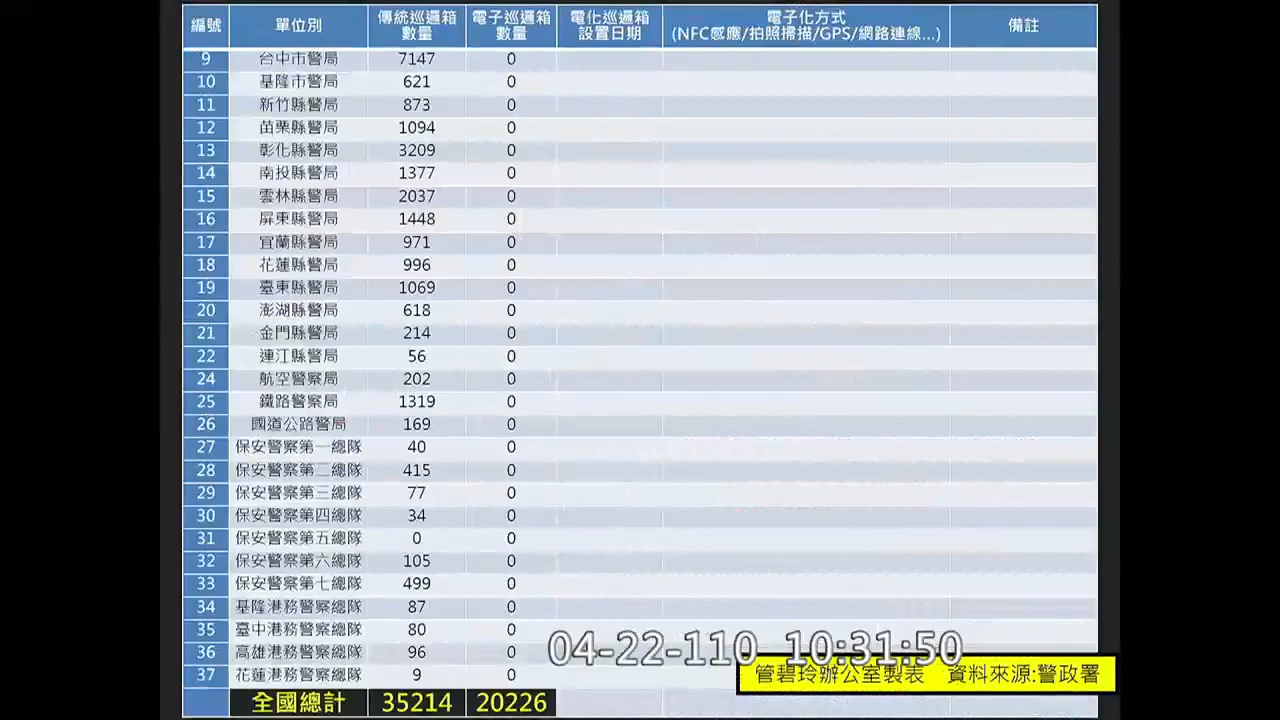 編號 單位別 傳統巡邏箱數量 電子巡邏箱數量 電化巡邏箱設置日期 電子化方式(NFC感應/拍照掃描/GPS/網路連線...) 備註
9 台中市警局 7147 0
10 基隆市警局 621 0
11 新竹縣警局 873 0
12 苗栗縣警局 1094 0
13 彰化縣警局 3209 0
14 南投縣警局 1377 0
15 雲林縣警局 2037 0
16 屏東縣警局 1448 0
17 宜蘭縣警局 971 0
18 花蓮縣警局 996 0
19 臺東縣警局 1069 0
20 澎湖縣警局 618 0
21 金門縣警局 214 0
22 連江縣警局 56 0
24 航空警察局 202 0
25 鐵路警察局 1319 0
26 國道公路警局 169 0
27 保安警察第一總隊 40 0
28 保安警察第二總隊 415 0
29 保安警察第三總隊 77 0
30 保安警察第四總隊 34 0
31 保安警察第五總隊 0 0
32 保安警察第六總隊 105 0
33 保安警察第七總隊 499 0
34 基隆港務警察總隊 87 0
35 臺中港務警察總隊 80 0
36 高雄港務警察總隊 96 0
37 花蓮港務警察總隊 9 0
全國總計 35214 20226
04-22-110 10:31:50
管碧玲辦公室製表 資料來源:警政署